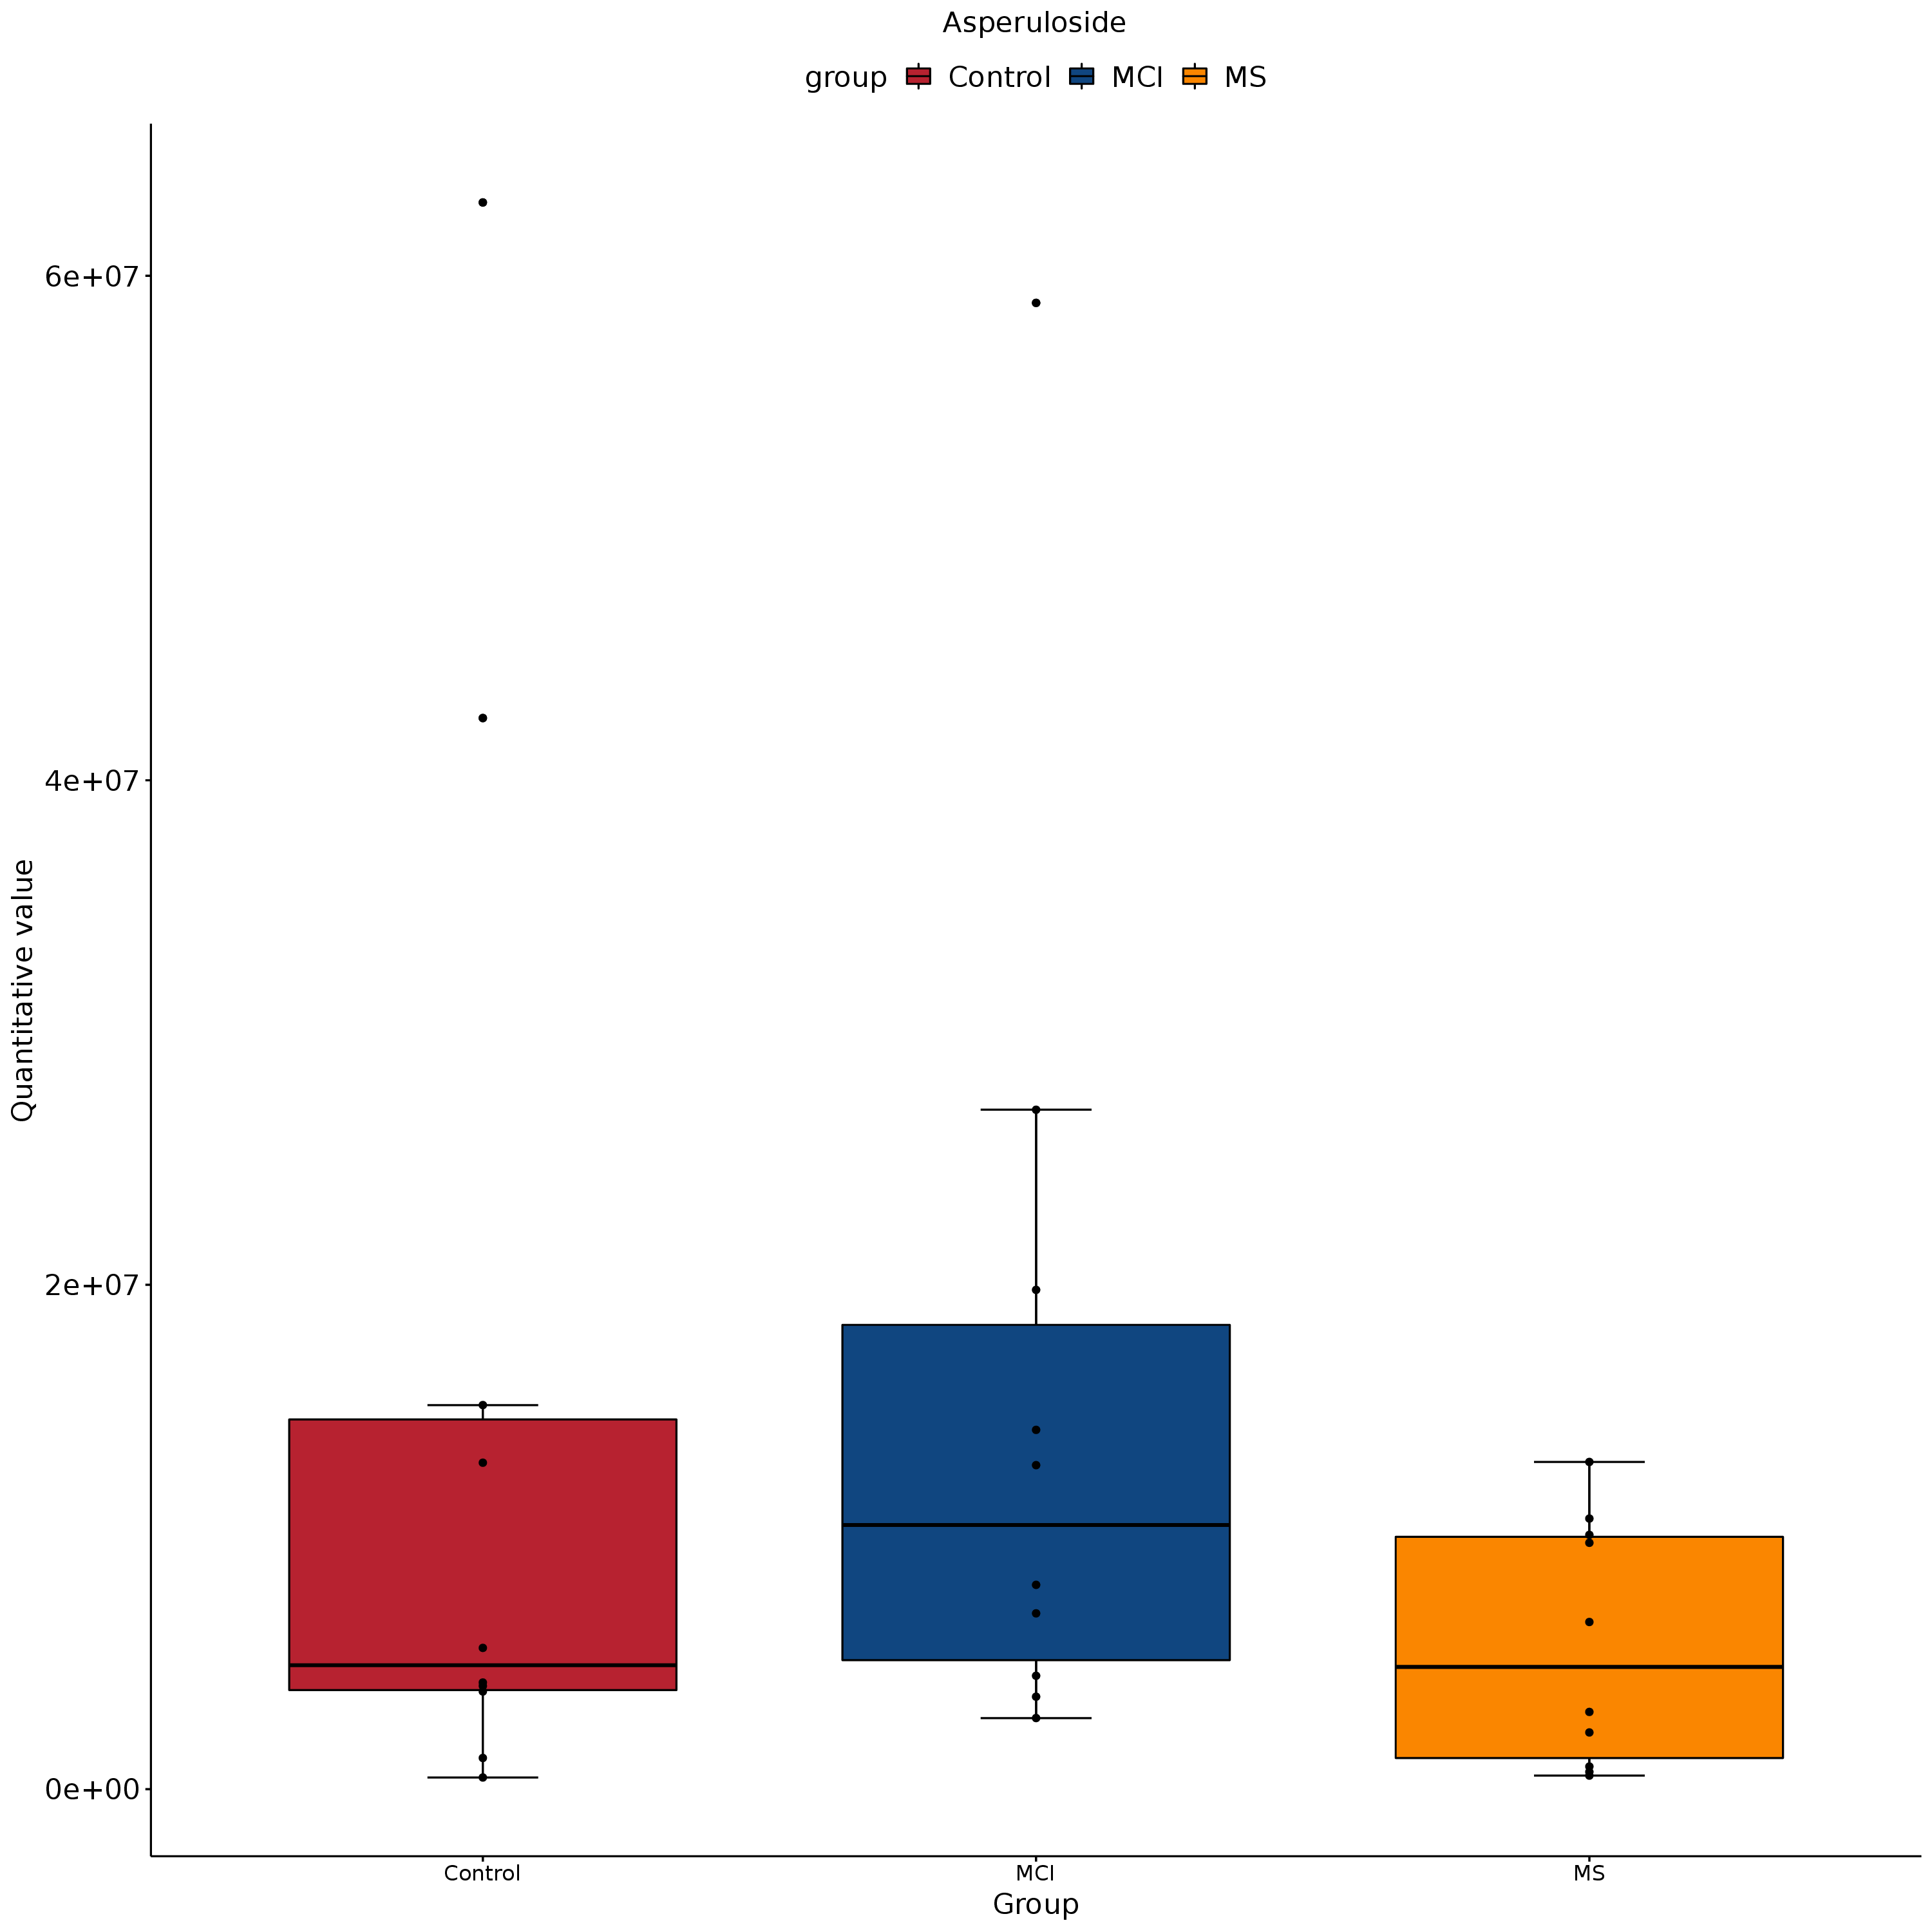 Asperuloside
group Control MCI MS
Quantitative value
6e+07
4e+07
2e+07
0e+00
Control MCI MS
Group